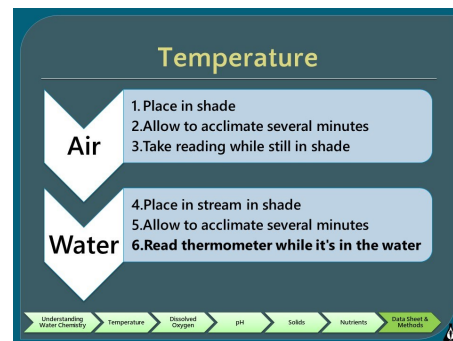 Temperature
Air
1. Place in shade
2.Allow to acclimate several minutes
3.Take reading while still in shade
Water
4.Place in stream in shade
5.Allow to acclimate several minutes
6.Read thermometer while it's in the water
Understanding
Water Chemistry
Temperature
Dissolved
Oxygen
pH
Solids
Nutrients
Data Sheet &
Methods